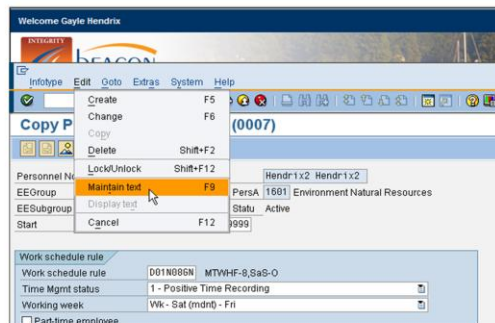 Welcome Gayle Hendrix
INTEGRITY
BEACON
Infotype Edit Goto Extras System Help
Create F5
Change F6
Copy
Delete Shift+F2
Lock/Unlock Shift+F12
Maintain text F9
Display text
Cancel F12
Copy P (0007)
Personnel No Hendrix2 Hendrix2
EEGroup PersA 1601 Environment Natural Resources
EESubgroup Statu Active
Start 9999
Work schedule rule
Work schedule rule D01N086N MTWHF-8,SaS-O
Time Mgmt status 1 - Positive Time Recording
Working week Wk - Sat (mdnt) - Fri
Part-time employee